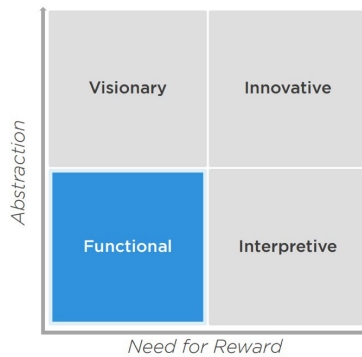 Visionary
Innovative
Abstraction
Functional
Interpretive
Need for Reward